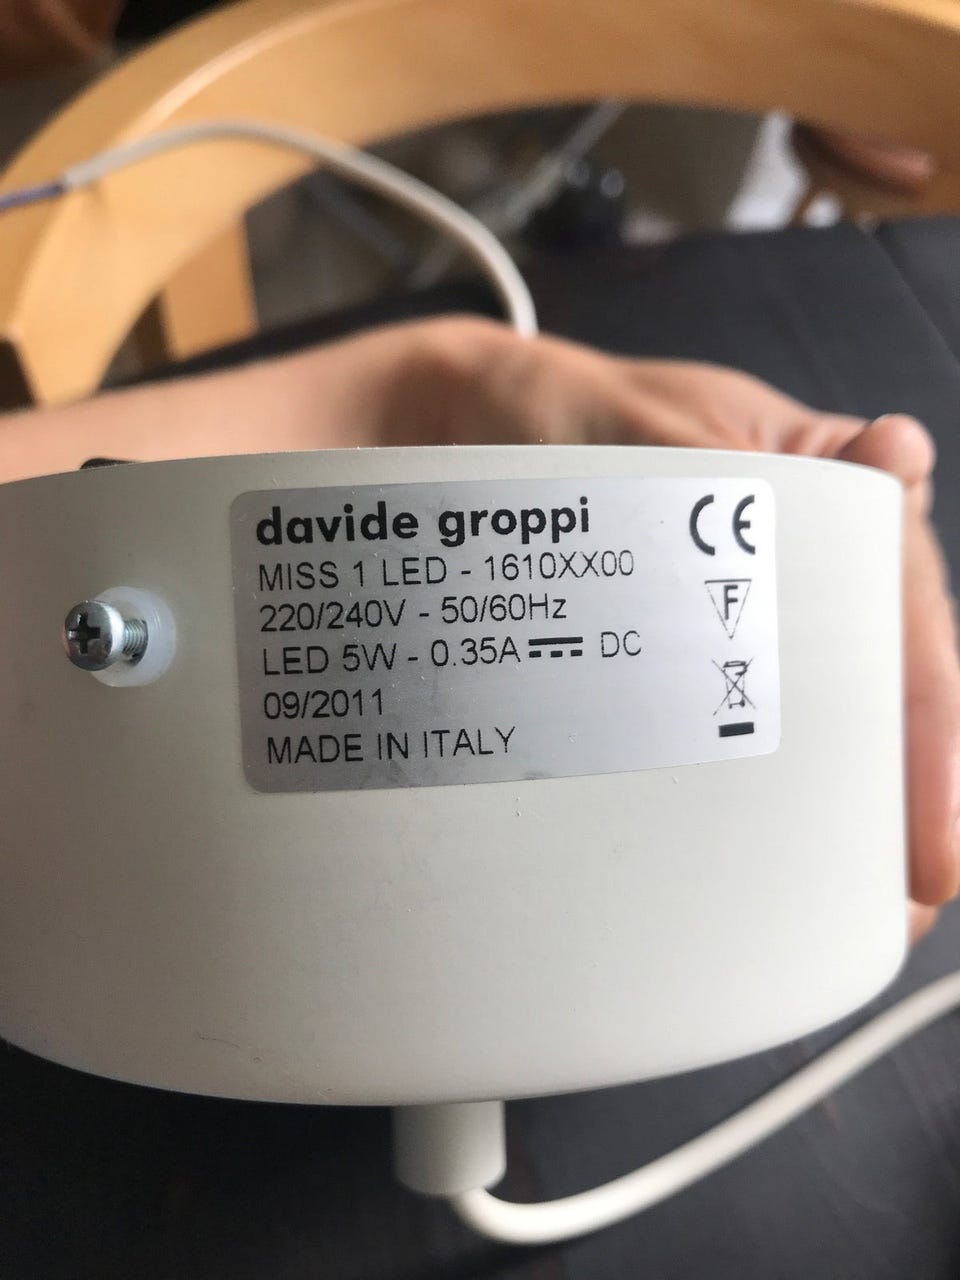 davide groppi
MISS 1 LED - 1610XX00
220/240V - 50/60Hz
LED 5W - 0.35A ⎓ DC
09/2011
MADE IN ITALY
CE
F